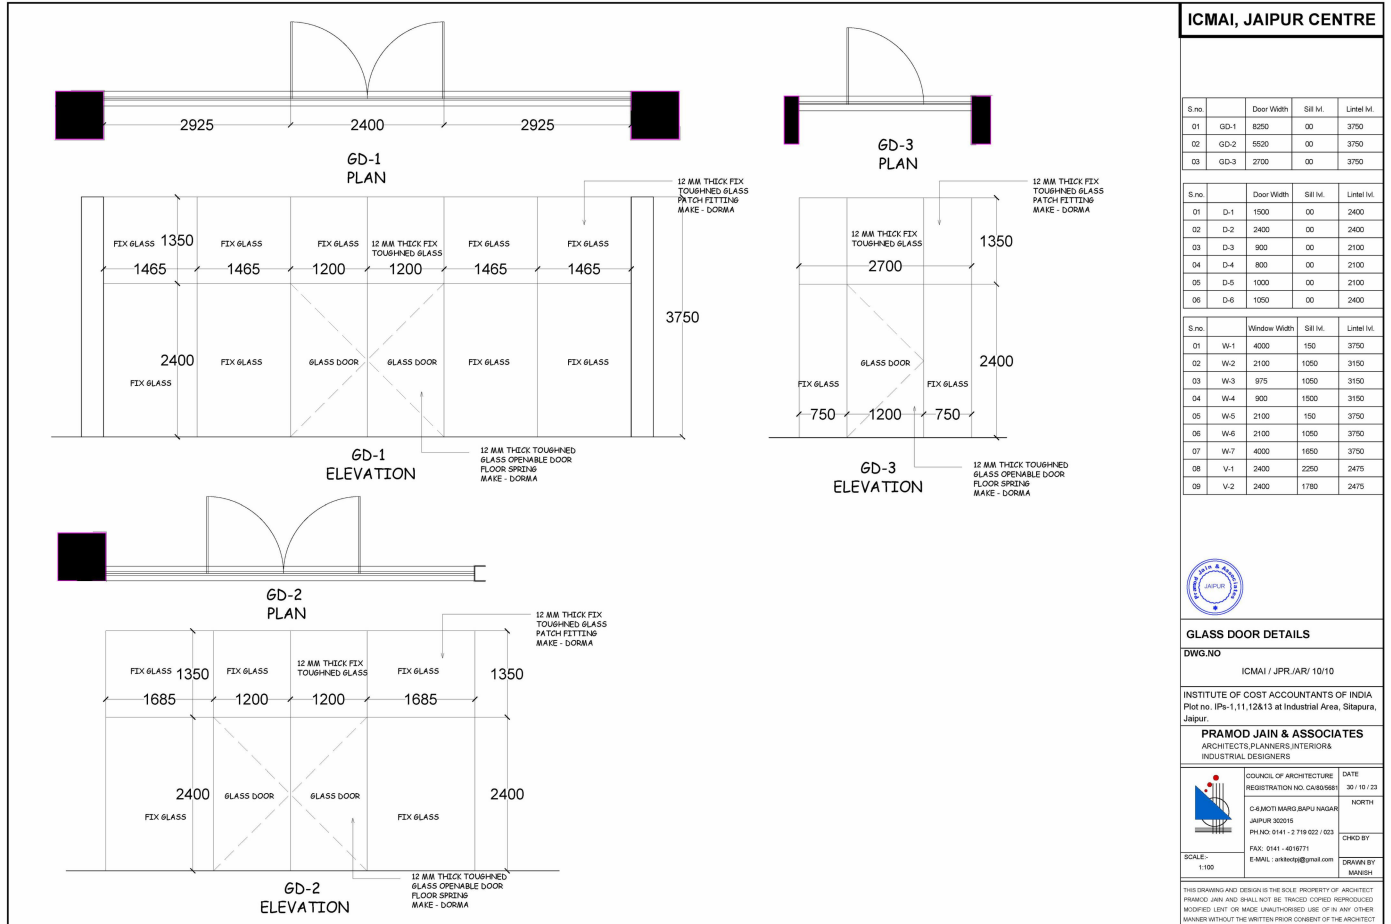 2925
2400
2925
GD-1
PLAN
GD-3
PLAN
12 MM THICK FIX
TOUGHNED GLASS
PATCH FITTING
MAKE - DORMA
FIX GLASS
1350
FIX GLASS
FIX GLASS
12 MM THICK FIX
TOUGHNED GLASS
FIX GLASS
FIX GLASS
1465
1465
1200
1200
1465
1465
3750
2400
FIX GLASS
FIX GLASS
GLASS DOOR
GLASS DOOR
FIX GLASS
FIX GLASS
GD-1
ELEVATION
12 MM THICK TOUGHNED
GLASS OPENABLE DOOR
FLOOR SPRING
MAKE - DORMA
12 MM THICK FIX
TOUGHNED GLASS
PATCH FITTING
MAKE - DORMA
12 MM THICK FIX
TOUGHNED GLASS
1350
2700
2400
GLASS DOOR
FIX GLASS
FIX GLASS
750
1200
750
GD-3
ELEVATION
12 MM THICK TOUGHNED
GLASS OPENABLE DOOR
FLOOR SPRING
MAKE - DORMA
GD-2
PLAN
12 MM THICK FIX
TOUGHNED GLASS
PATCH FITTING
MAKE - DORMA
FIX GLASS
1350
FIX GLASS
12 MM THICK FIX
TOUGHNED GLASS
FIX GLASS
1350
1685
1200
1200
1685
2400
GLASS DOOR
GLASS DOOR
2400
FIX GLASS
FIX GLASS
GD-2
ELEVATION
12 MM THICK TOUGHNED
GLASS OPENABLE DOOR
FLOOR SPRING
MAKE - DORMA
ICMAI, JAIPUR CENTRE
S.no. Door Width Sill lvl. Lintel lvl.
01 GD-1 8250 00 3750
02 GD-2 5520 00 3750
03 GD-3 2700 00 3750
S.no. Door Width Sill lvl. Lintel lvl.
01 D-1 1500 00 2400
02 D-2 2400 00 2400
03 D-3 900 00 2100
04 D-4 800 00 2100
05 D-5 1000 00 2100
06 D-6 1050 00 2400
S.no. Window Width Sill lvl. Lintel lvl.
01 W-1 4000 150 3750
02 W-2 2100 1050 3150
03 W-3 975 1050 3150
04 W-4 900 1500 3150
05 W-5 2100 150 3750
06 W-6 2100 1050 3750
07 W-7 4000 1650 3750
08 V-1 2400 2250 2475
09 V-2 2400 1780 2475
Pramod Jain & Associates
JAIPUR
GLASS DOOR DETAILS
DWG.NO
ICMAI / JPR./AR/ 10/10
INSTITUTE OF COST ACCOUNTANTS OF INDIA
Plot no. IPs-1,11,12&13 at Industrial Area, Sitapura,
Jaipur.
PRAMOD JAIN & ASSOCIATES
ARCHITECTS,PLANNERS,INTERIOR&
INDUSTRIAL DESIGNERS
COUNCIL OF ARCHITECTURE
REGISTRATION NO. CA/80/5681
DATE
30 / 10 / 23
C-6,MOTI MARG,BAPU NAGAR
JAIPUR 302015
PH.NO: 0141 - 2 719 022 / 023
FAX: 0141 - 4016771
E-MAIL : arkitectpj@gmail.com
NORTH
CHKD BY
DRAWN BY
MANISH
SCALE:-
1:100
THIS DRAWING AND DESIGN IS THE SOLE PROPERTY OF ARCHITECT
PRAMOD JAIN AND SHALL NOT BE TRACED COPIED REPRODUCED
MODIFIED LENT OR MADE UNAUTHORISED USE OF IN ANY OTHER
MANNER WITHOUT THE WRITTEN PRIOR CONSENT OF THE ARCHITECT